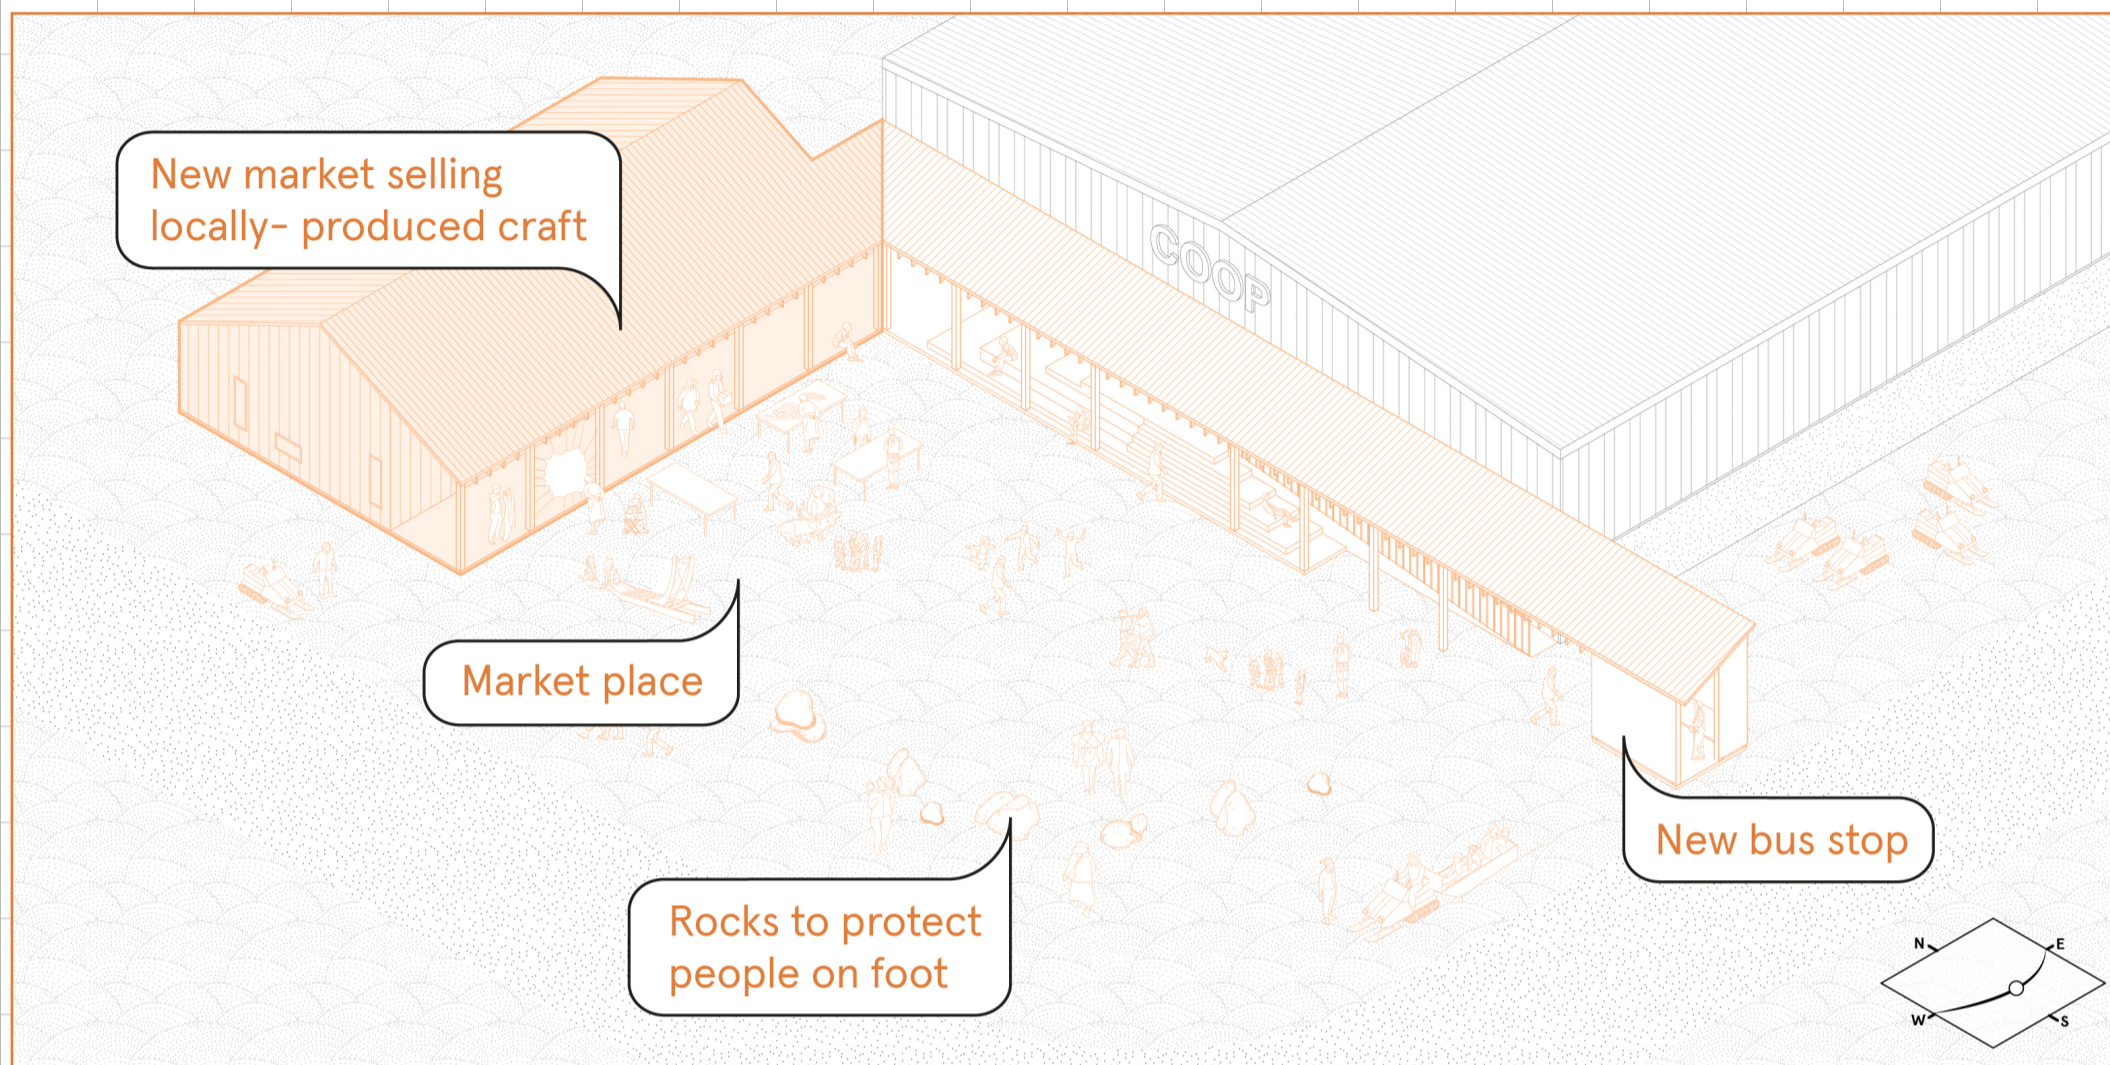 New market selling
locally- produced craft
COOP
Market place
Rocks to protect
people on foot
New bus stop
N
E
W
S